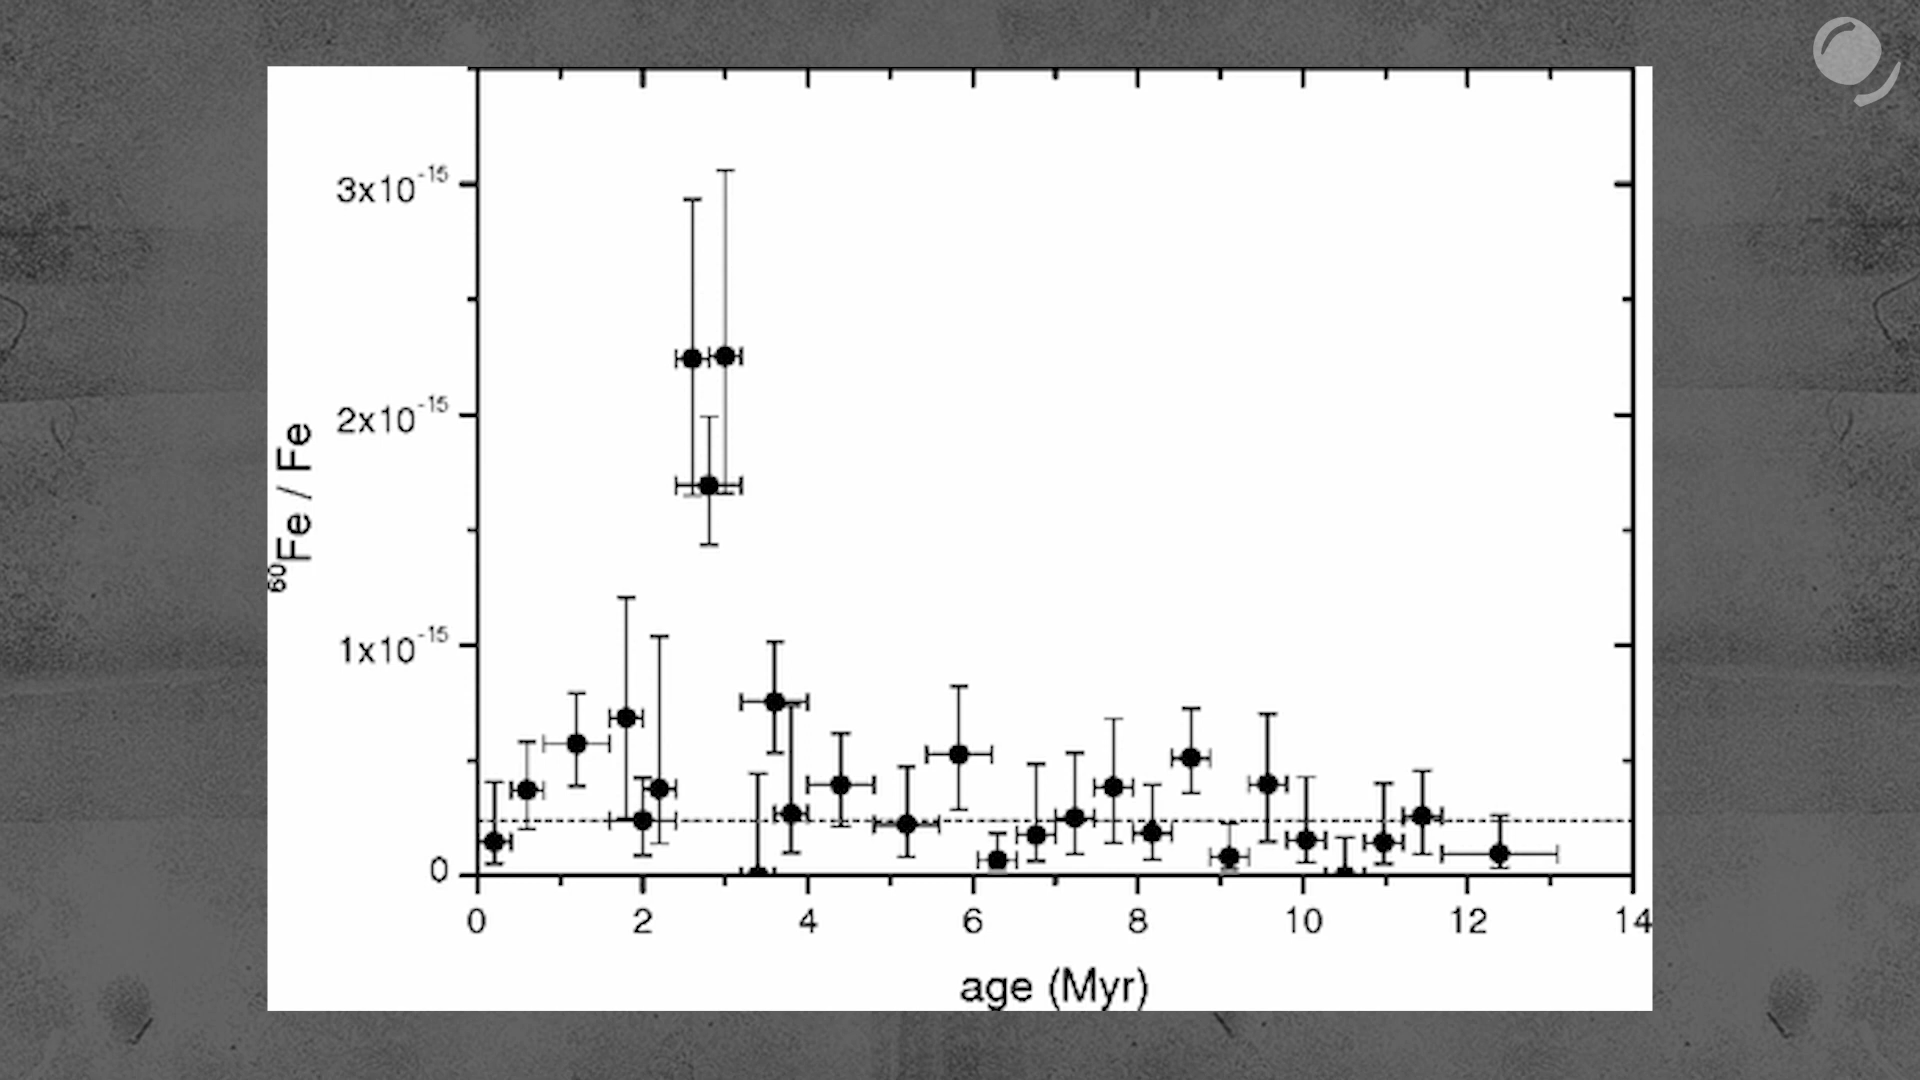 3x10⁻¹⁵
2x10⁻¹⁵
1x10⁻¹⁵
0
⁶⁰Fe / Fe
0 2 4 6 8 10 12 14
age (Myr)